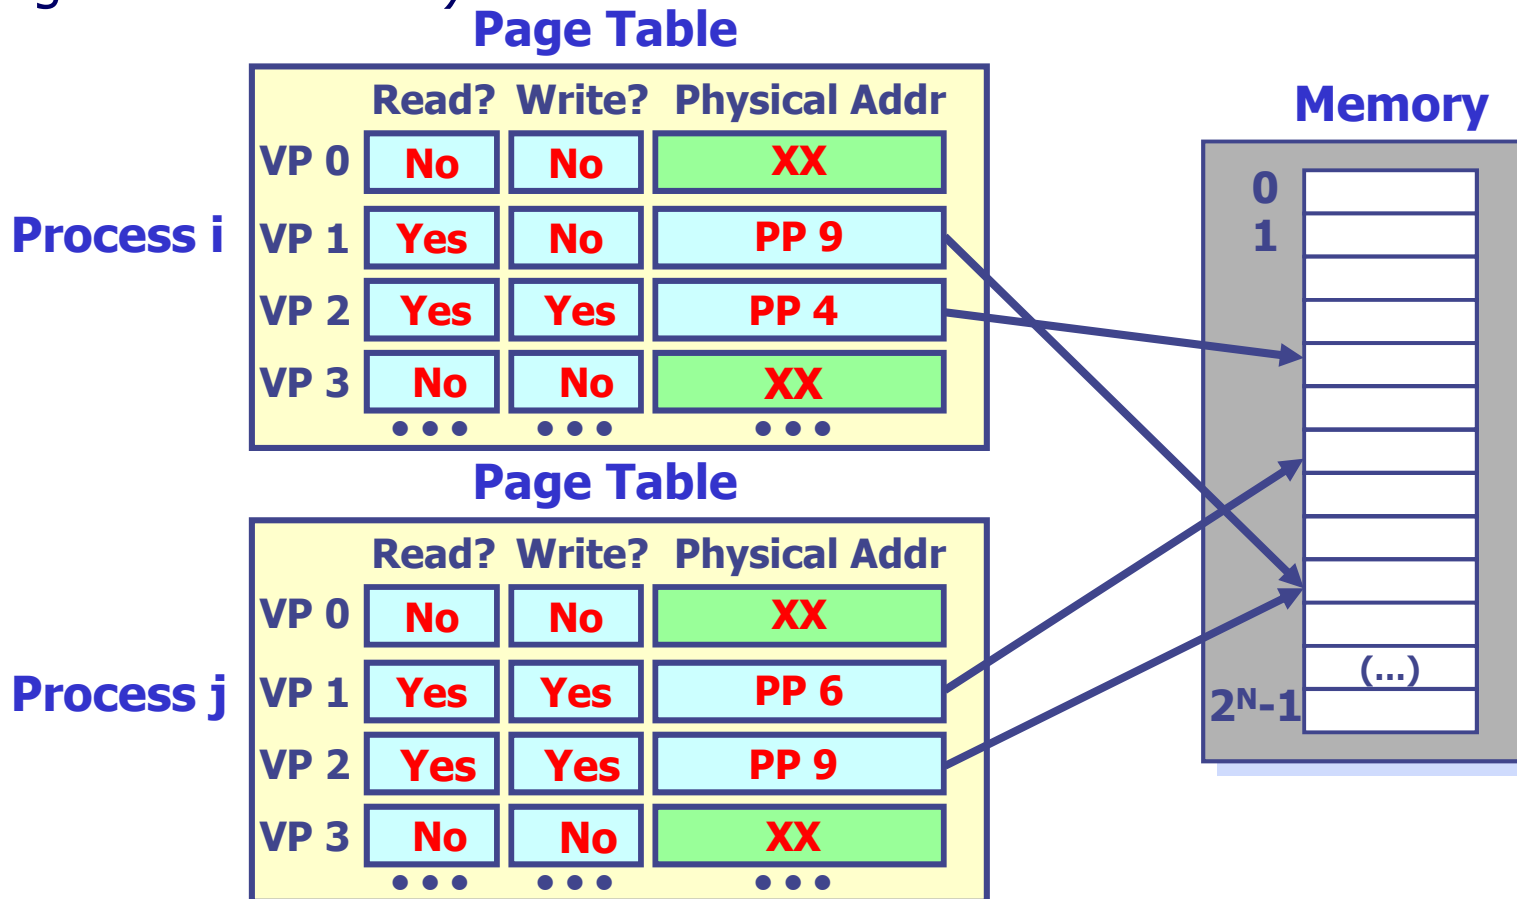 Page Table
Read? Write? Physical Addr
VP 0 No No XX
Process i VP 1 Yes No PP 9
VP 2 Yes Yes PP 4
VP 3 No No XX
• • • • • • • • •
Page Table
Read? Write? Physical Addr
VP 0 No No XX
Process j VP 1 Yes Yes PP 6
VP 2 Yes Yes PP 9
VP 3 No No XX
• • • • • • • • •
Memory
0
1
(...)
2ᴺ-1